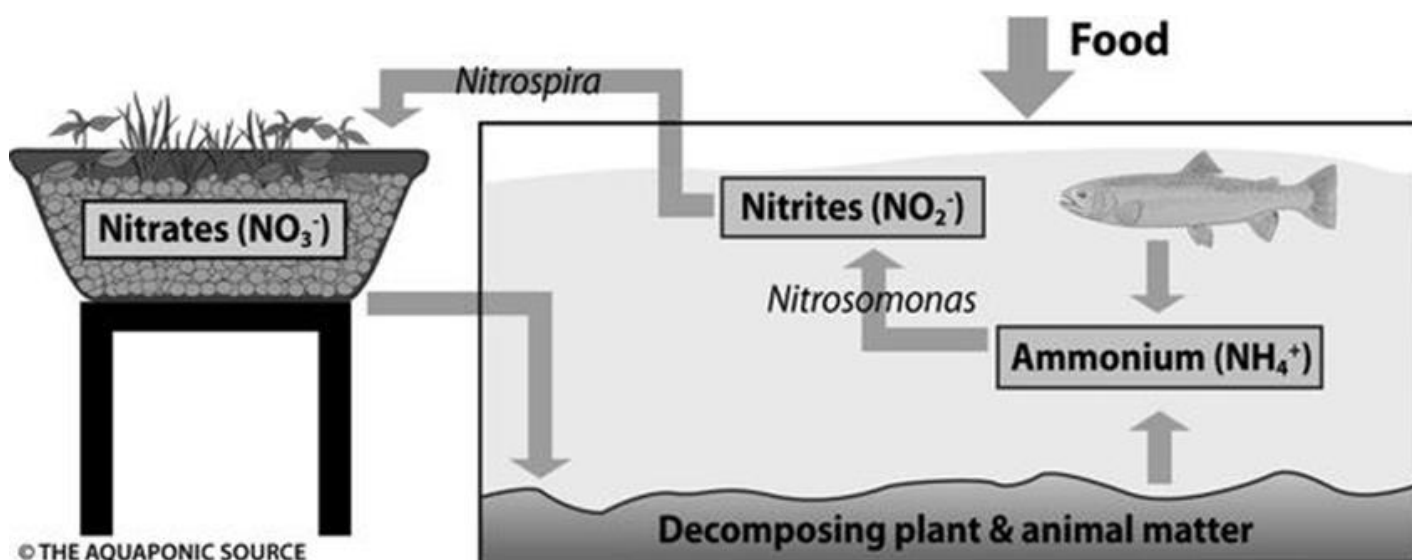 Food
Nitrospira
Nitrites (NO₂⁻)
Nitrates (NO₃⁻)
Nitrosomonas
Ammonium (NH₄⁺)
Decomposing plant & animal matter
© THE AQUAPONIC SOURCE